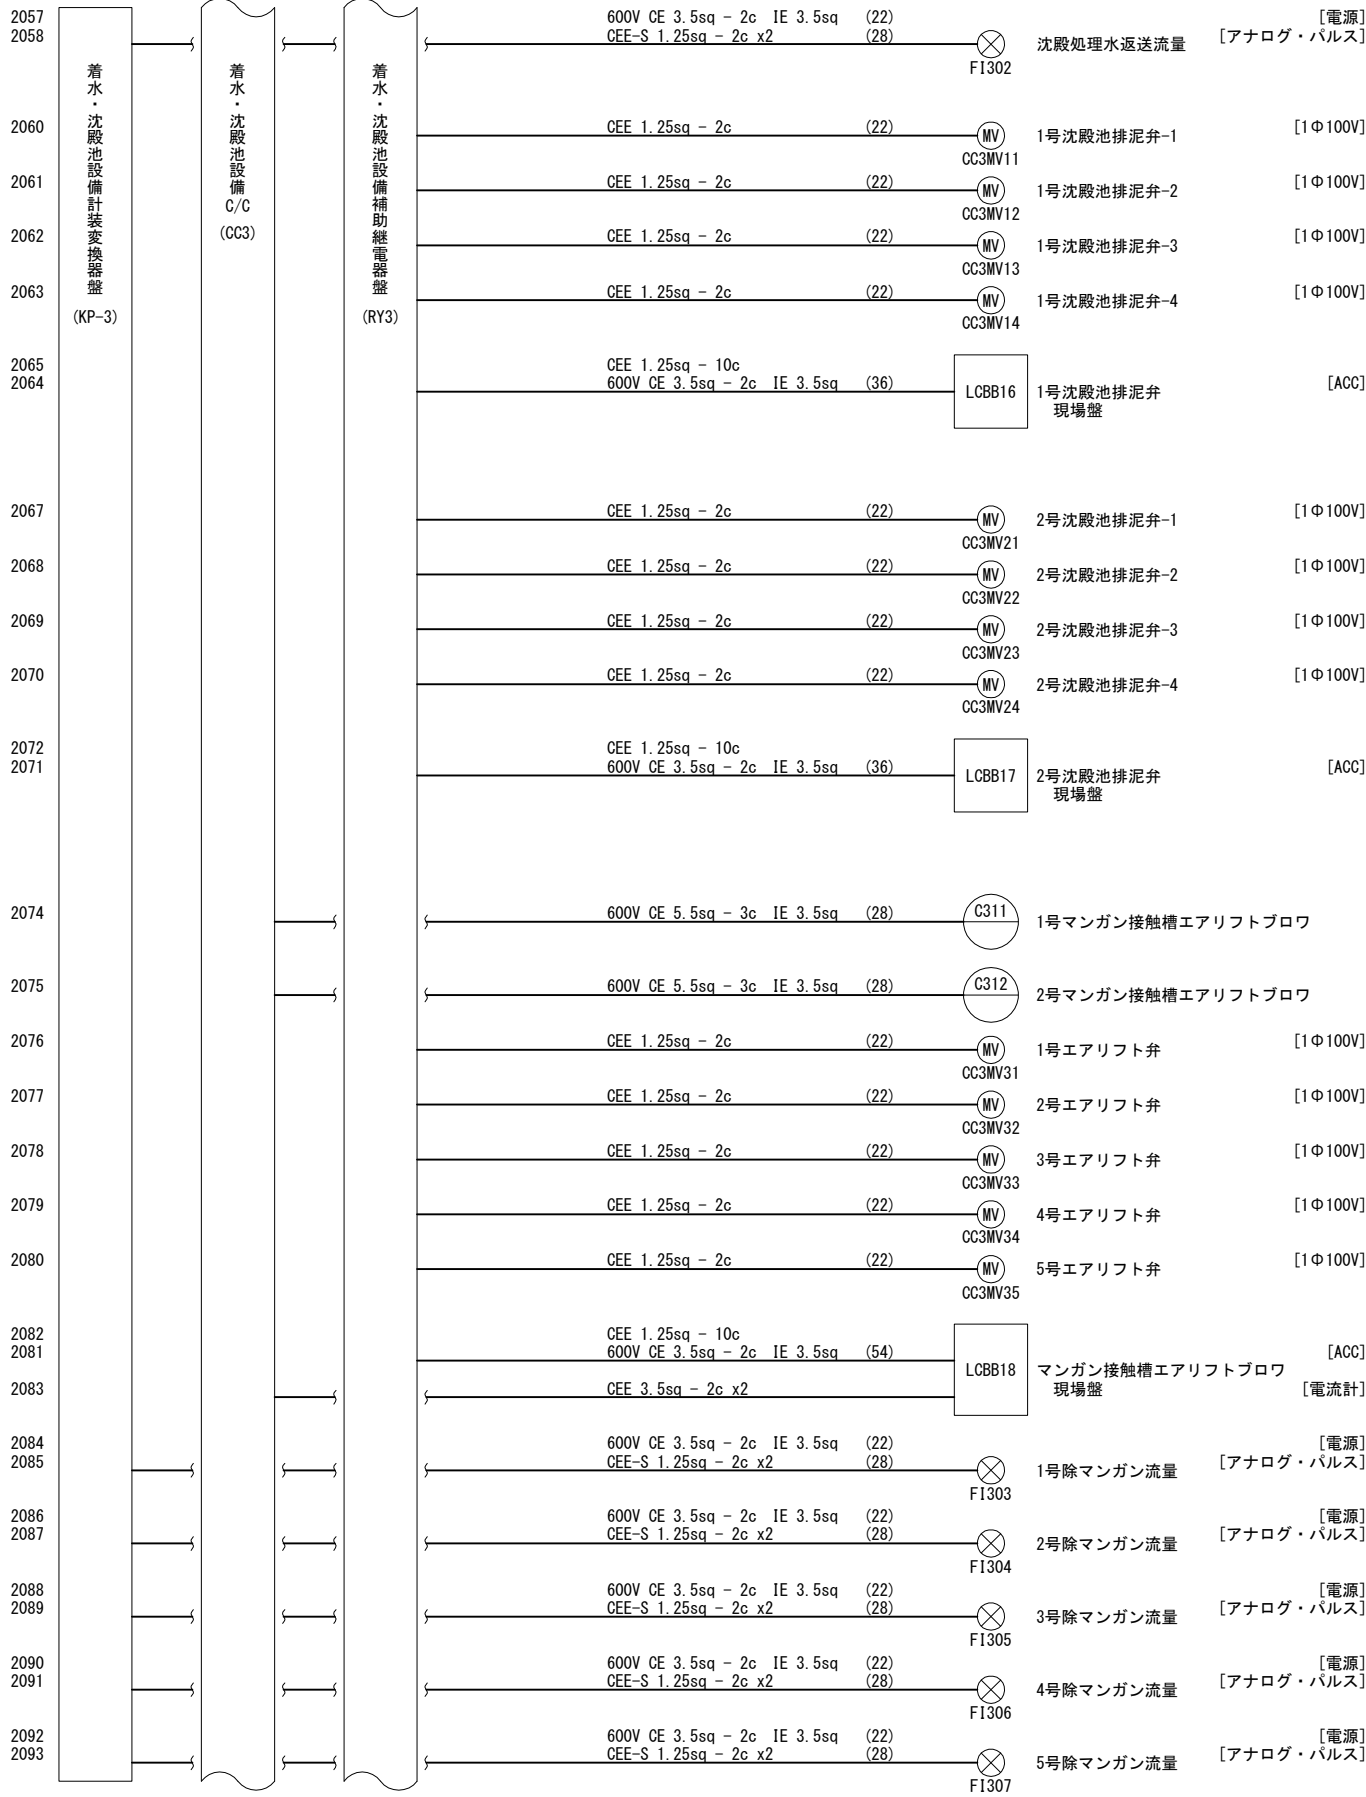 着水・沈殿池設備計装変換器盤
(KP-3)
着水・沈殿池設備
C/C
(CC3)
着水・沈殿池設備補助継電器盤
(RY3)
2057 600V CE 3.5sq - 2c IE 3.5sq (22) [電源]
2058 CEE-S 1.25sq - 2c x2 (28) 沈殿処理水返送流量 [アナログ・パルス]
FI302
2060 CEE 1.25sq - 2c (22) MV 1号沈殿池排泥弁-1 [1Φ100V]
CC3MV11
2061 CEE 1.25sq - 2c (22) MV 1号沈殿池排泥弁-2 [1Φ100V]
CC3MV12
2062 CEE 1.25sq - 2c (22) MV 1号沈殿池排泥弁-3 [1Φ100V]
CC3MV13
2063 CEE 1.25sq - 2c (22) MV 1号沈殿池排泥弁-4 [1Φ100V]
CC3MV14
2065 CEE 1.25sq - 10c
2064 600V CE 3.5sq - 2c IE 3.5sq (36) LCBB16 1号沈殿池排泥弁 [ACC]
現場盤
2067 CEE 1.25sq - 2c (22) MV 2号沈殿池排泥弁-1 [1Φ100V]
CC3MV21
2068 CEE 1.25sq - 2c (22) MV 2号沈殿池排泥弁-2 [1Φ100V]
CC3MV22
2069 CEE 1.25sq - 2c (22) MV 2号沈殿池排泥弁-3 [1Φ100V]
CC3MV23
2070 CEE 1.25sq - 2c (22) MV 2号沈殿池排泥弁-4 [1Φ100V]
CC3MV24
2072 CEE 1.25sq - 10c
2071 600V CE 3.5sq - 2c IE 3.5sq (36) LCBB17 2号沈殿池排泥弁 [ACC]
現場盤
2074 600V CE 5.5sq - 3c IE 3.5sq (28) C311 1号マンガン接触槽エアリフトブロワ
2075 600V CE 5.5sq - 3c IE 3.5sq (28) C312 2号マンガン接触槽エアリフトブロワ
2076 CEE 1.25sq - 2c (22) MV 1号エアリフト弁 [1Φ100V]
CC3MV31
2077 CEE 1.25sq - 2c (22) MV 2号エアリフト弁 [1Φ100V]
CC3MV32
2078 CEE 1.25sq - 2c (22) MV 3号エアリフト弁 [1Φ100V]
CC3MV33
2079 CEE 1.25sq - 2c (22) MV 4号エアリフト弁 [1Φ100V]
CC3MV34
2080 CEE 1.25sq - 2c (22) MV 5号エアリフト弁 [1Φ100V]
CC3MV35
2082 CEE 1.25sq - 10c
2081 600V CE 3.5sq - 2c IE 3.5sq (54) LCBB18 マンガン接触槽エアリフトブロワ [ACC]
2083 CEE 3.5sq - 2c x2 現場盤 [電流計]
2084 600V CE 3.5sq - 2c IE 3.5sq (22) [電源]
2085 CEE-S 1.25sq - 2c x2 (28) 1号除マンガン流量 [アナログ・パルス]
FI303
2086 600V CE 3.5sq - 2c IE 3.5sq (22) [電源]
2087 CEE-S 1.25sq - 2c x2 (28) 2号除マンガン流量 [アナログ・パルス]
FI304
2088 600V CE 3.5sq - 2c IE 3.5sq (22) [電源]
2089 CEE-S 1.25sq - 2c x2 (28) 3号除マンガン流量 [アナログ・パルス]
FI305
2090 600V CE 3.5sq - 2c IE 3.5sq (22) [電源]
2091 CEE-S 1.25sq - 2c x2 (28) 4号除マンガン流量 [アナログ・パルス]
FI306
2092 600V CE 3.5sq - 2c IE 3.5sq (22) [電源]
2093 CEE-S 1.25sq - 2c x2 (28) 5号除マンガン流量 [アナログ・パルス]
FI307